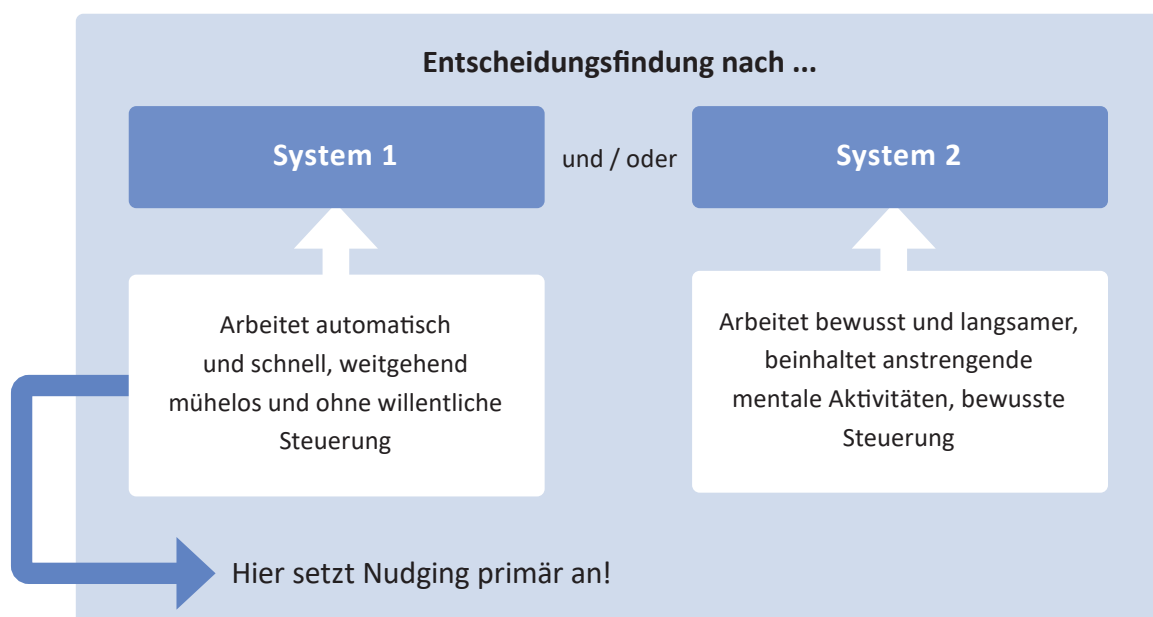 Entscheidungsfindung nach ...
System 1
und / oder
System 2
Arbeitet automatisch
und schnell, weitgehend
mühelos und ohne willentliche
Steuerung
Arbeitet bewusst und langsamer,
beinhaltet anstrengende
mentale Aktivitäten, bewusste
Steuerung
Hier setzt Nudging primär an!